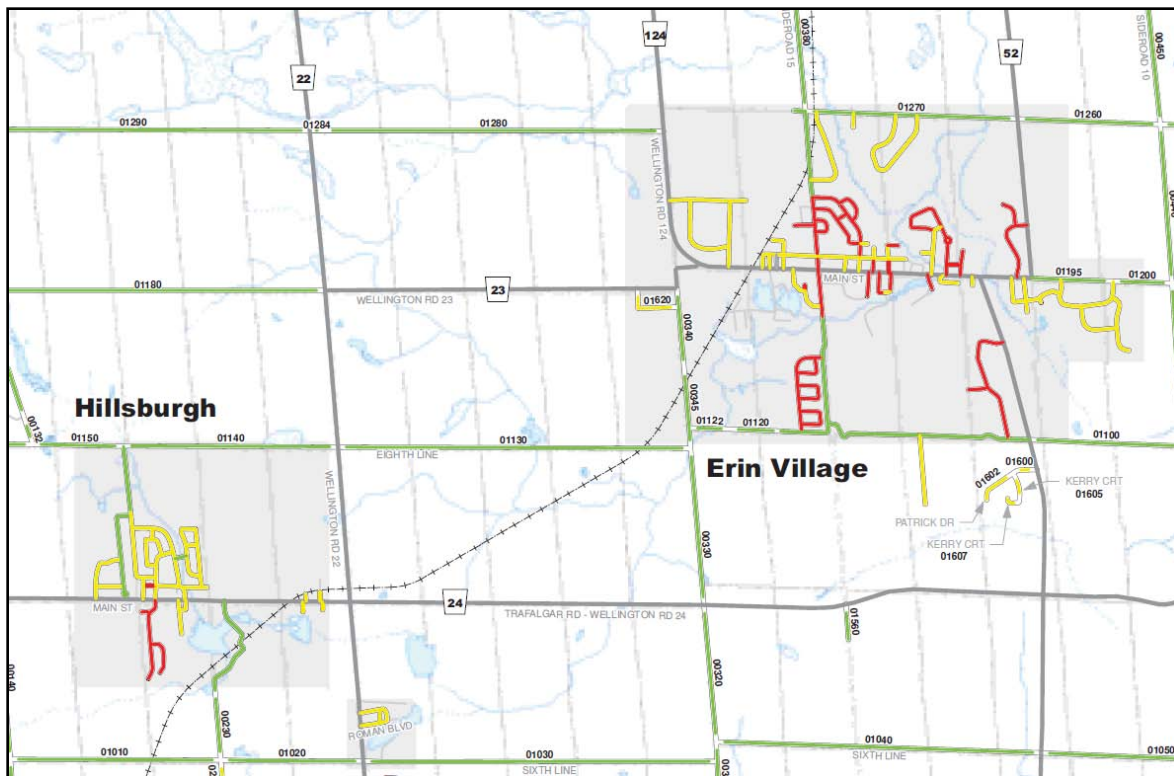 00380
SIDEROAD 15
124
22
52
SIDEROAD 10
00450
01290
01284
01280
01270
01260
WELLINGTON RD 124
01180
WELLINGTON RD 23
23
01620
MAIN ST
01195
01200
00340
00345
Hillsburgh
00132
01150
01140
01130
EIGHTH LINE
01122
01120
01100
Erin Village
01602
01600
KERRY CRT
01605
PATRICK DR
KERRY CRT
01607
WELLINGTON RD 22
00330
MAIN ST
24
TRAFALGAR RD - WELLINGTON RD 24
01560
00140
00230
00320
ROMAN BLVD
01010
01020
01030
SIXTH LINE
01040
SIXTH LINE
01050